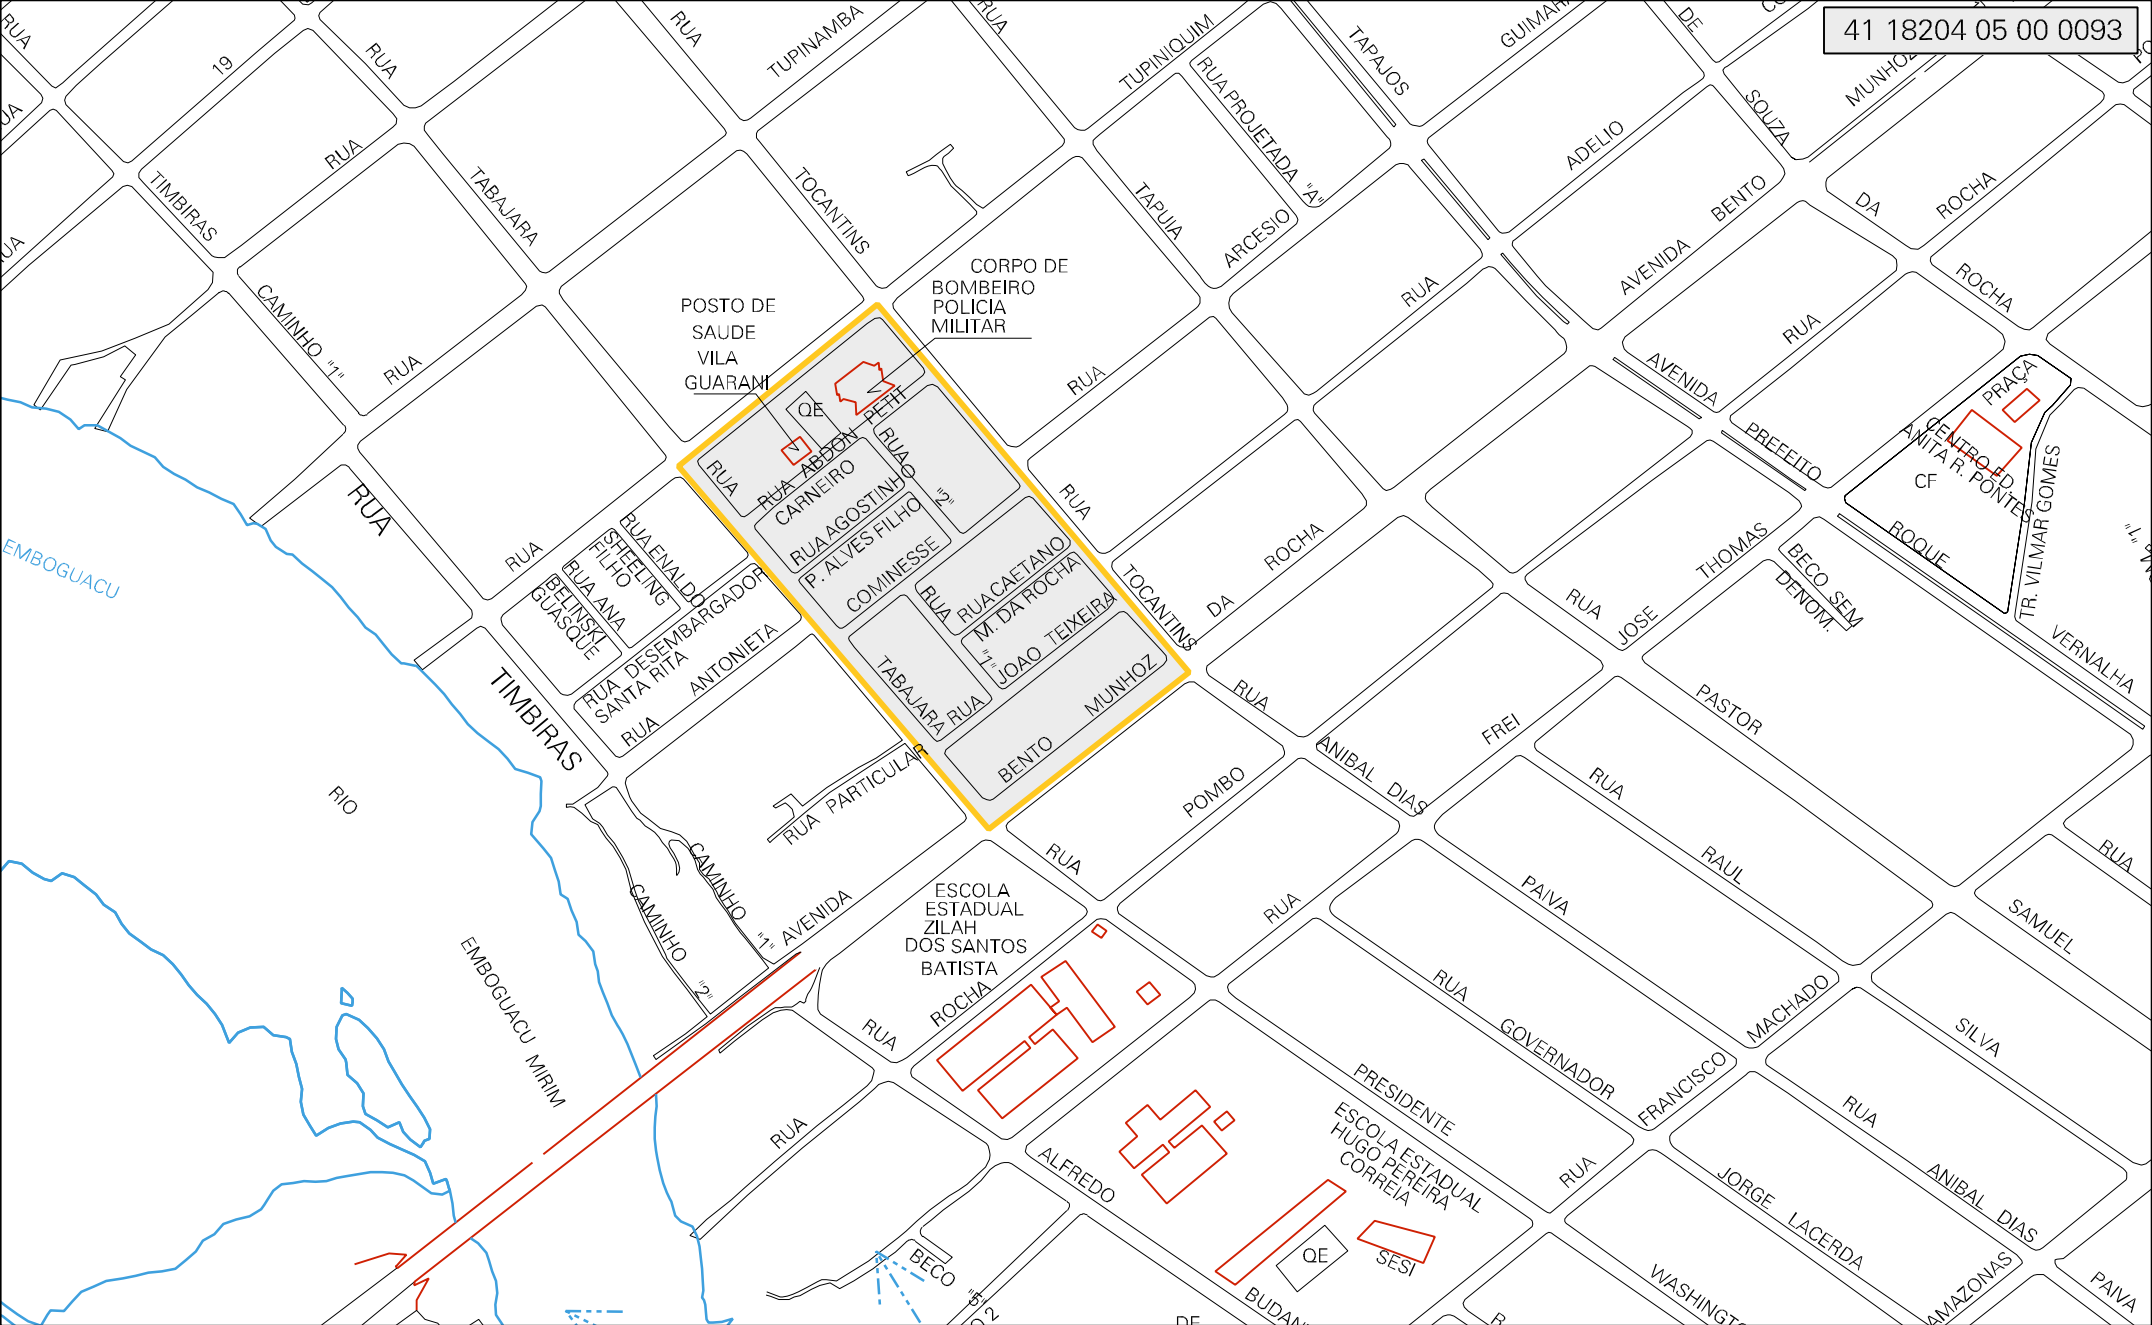 41 18204 05 00 0093
RUA
19
RUA
RUA
TUPINAMBA
RUA
TUPINIQUIM
TAPAJOS
DE
MUNHOZ
SOUZA
RUA PROJETADA "A"
ADELIO
RUA
TIMBIRAS
TABAJARA
TOCANTINS
TAPUIA
ARCESIO
BENTO
AVENIDA
DA
ROCHA
ROCHA
CAMINHO "1"
RUA
RUA
RUA
RUA
CORPO DE
BOMBEIRO
POLICIA
MILITAR
POSTO DE
SAUDE
VILA
GUARANI
QE
RUA
RUA ABDON PETH
CARNEIRO
RUA AGOSTINHO
P. ALVES FILHO
COMINESSE
RUA
"2"
RUA CAETANO
M. DA ROCHA
RUA
"1"
JOAO TEIXEIRA
TABAJARA
RUA
BENTO
MUNHOZ
RUA
TOCANTINS
DA
ROCHA
AVENIDA
PREFEITO
ROQUE
VERNALHA
PRAÇA
CENTRO ED.
ANITA R. PONTES
CF
TR. VILMAR GOMES
THOMAS
JOSE
RUA
BECO SEM
DENOM.
PASTOR
RUA
TIMBIRAS
RUA
RUA ENALDO
SHEELING
FILHO
RUA ANA
BELINSKI
GUASQUE
RUA DESEMBARGADOR
SANTA RITA
RUA
ANTONIETA
RUA PARTICULAR
CAMINHO
"1"
CAMINHO
"2"
AVENIDA
EMBOGUACU
RIO
EMBOGUACU MIRIM
RUA
ANIBAL DIAS
FREI
POMBO
RUA
RUA
RUA
RAUL
PAIVA
RUA
SAMUEL
ESCOLA
ESTADUAL
ZILAH
DOS SANTOS
BATISTA
ROCHA
RUA
RUA
RUA
GOVERNADOR
MACHADO
FRANCISCO
RUA
SILVA
PRESIDENTE
ESCOLA ESTADUAL
HUGO PEREIRA
CORREIA
ALFREDO
QE
SESI
RUA
ANIBAL DIAS
JORGE LACERDA
AMAZONAS
PAIVA
BECO "5"
2
DE